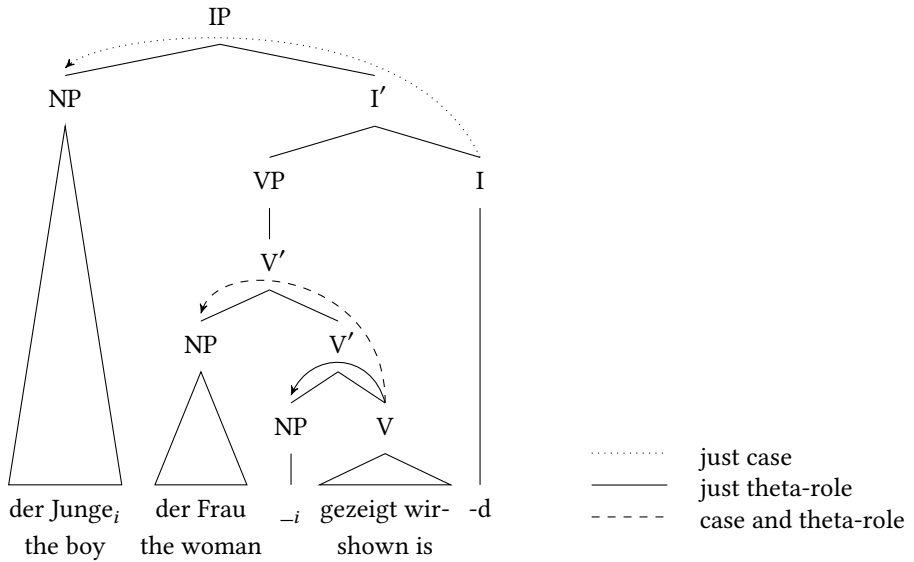 IP
NP
I′
VP
I
V′
NP
V′
NP
V
just case
just theta-role
case and theta-role
der Junge_i der Frau _i gezeigt wir- -d
the boy the woman shown is